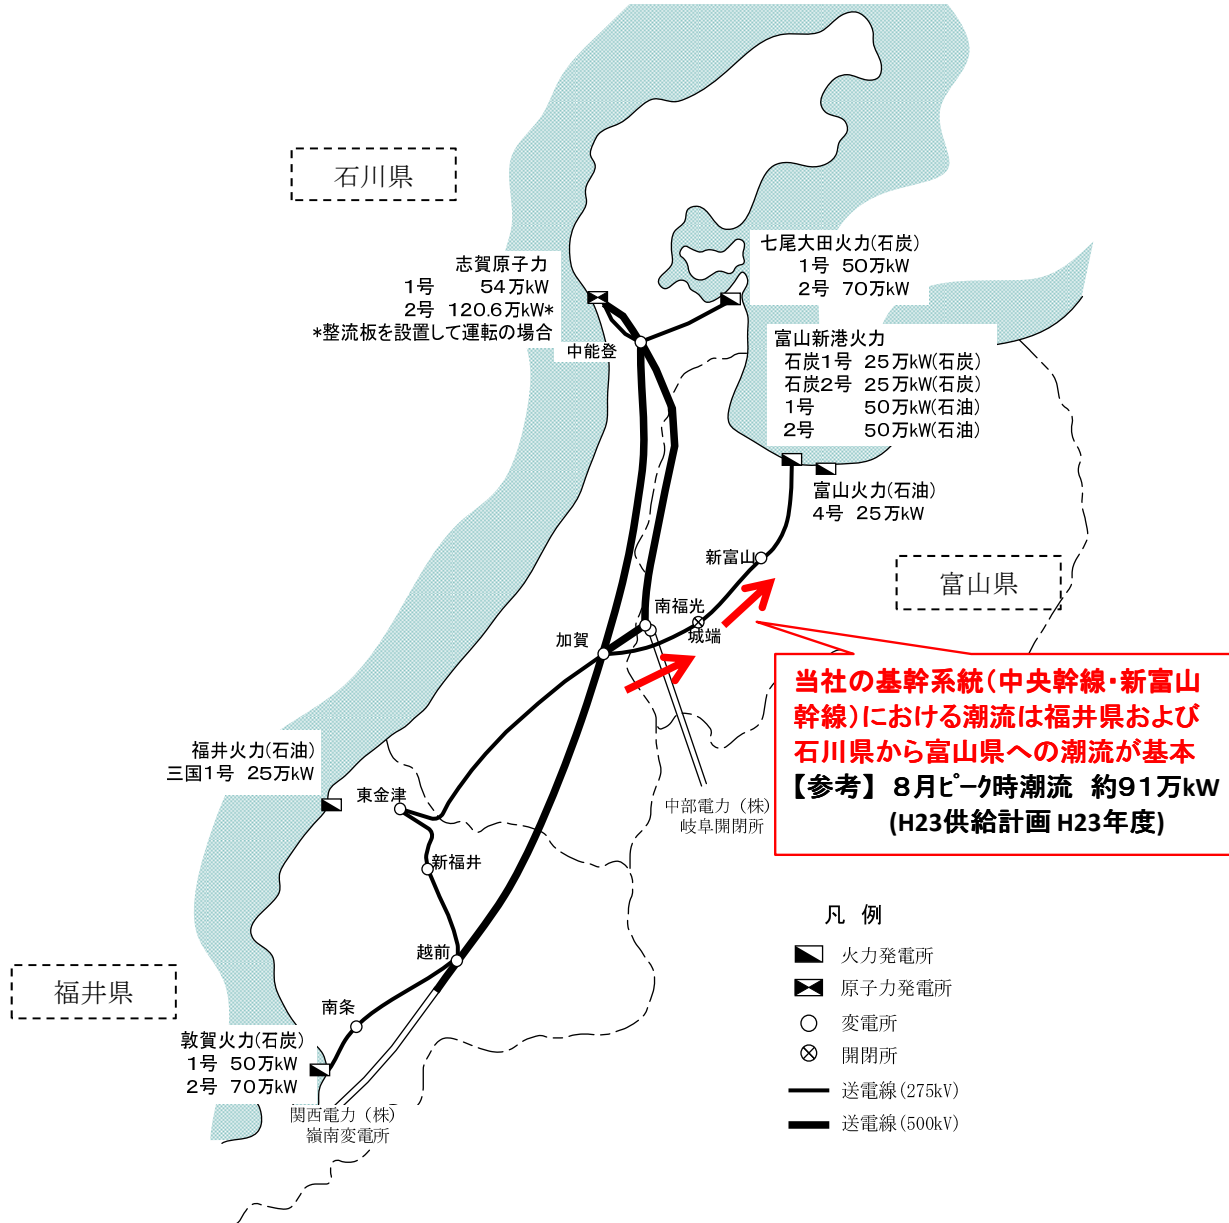 石川県
志賀原子力
1号 54万kW
2号 120.6万kW*
*整流板を設置して運転の場合
中能登
七尾大田火力(石炭)
1号 50万kW
2号 70万kW
富山新港火力
石炭1号 25万kW(石炭)
石炭2号 25万kW(石炭)
1号 50万kW(石油)
2号 50万kW(石油)
富山火力(石油)
4号 25万kW
新富山
富山県
南福光
城端
加賀
当社の基幹系統(中央幹線・新富山
幹線)における潮流は福井県および
石川県から富山県への潮流が基本
【参考】 8月ピーク時潮流 約91万kW
(H23供給計画 H23年度)
福井火力(石油)
三国1号 25万kW
東金津
中部電力(株)
岐阜開閉所
新福井
越前
福井県
南条
敦賀火力(石炭)
1号 50万kW
2号 70万kW
関西電力(株)
嶺南変電所
凡 例
火力発電所
原子力発電所
変電所
開閉所
送電線(275kV)
送電線(500kV)